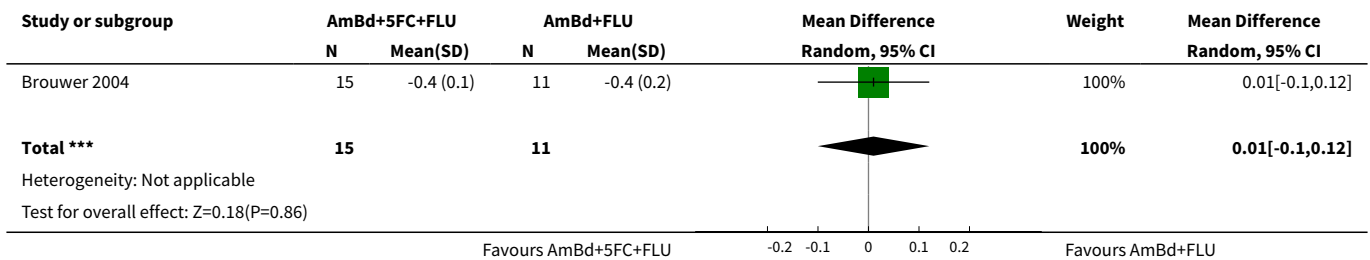 Study or subgroup AmBd+5FC+FLU AmBd+FLU Mean Difference Weight Mean Difference
N Mean(SD) N Mean(SD) Random, 95% CI Random, 95% CI
Brouwer 2004 15 -0.4 (0.1) 11 -0.4 (0.2) 100% 0.01[-0.1,0.12]
Total *** 15 11 100% 0.01[-0.1,0.12]
Heterogeneity: Not applicable
Test for overall effect: Z=0.18(P=0.86)
Favours AmBd+5FC+FLU -0.2 -0.1 0 0.1 0.2 Favours AmBd+FLU